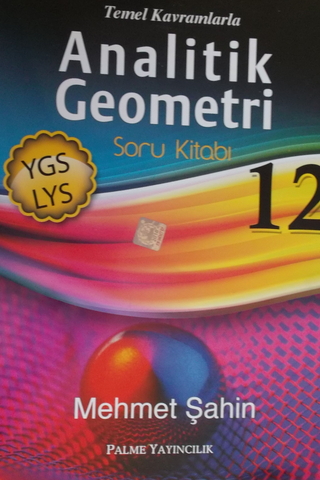 Temel Kavramlarla
Analitik
Geometri
Soru Kitabı
YGS
LYS
12
Mehmet Şahin
PALME YAYINCILIK